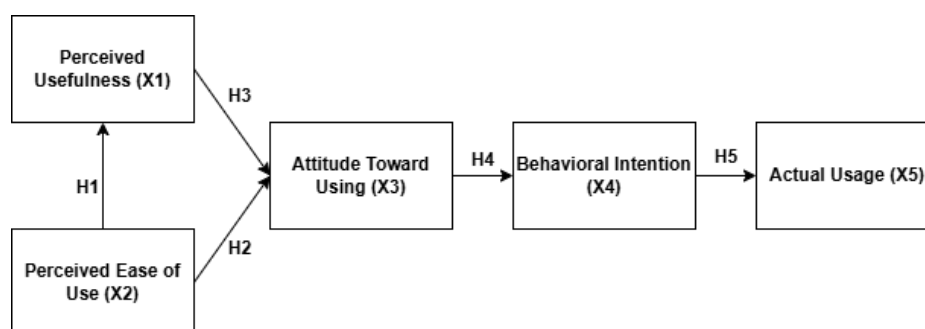 Perceived
Usefulness (X1)
H3
H1
Attitude Toward
Using (X3)
H4
Behavioral Intention
(X4)
H5
Actual Usage (X5)
H2
Perceived Ease of
Use (X2)